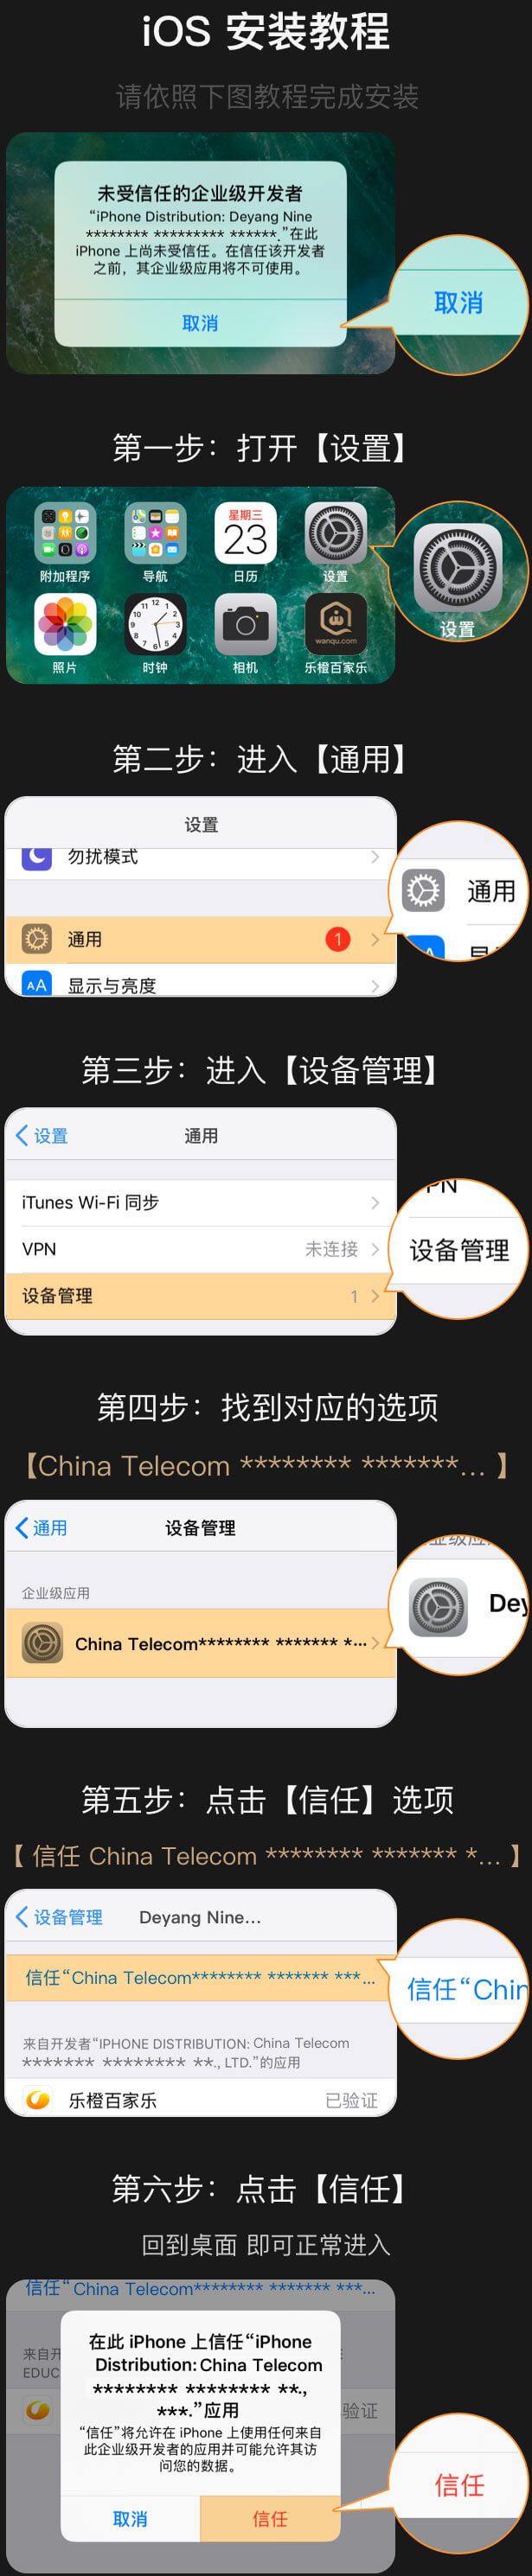 iOS 安装教程
请依照下图教程完成安装
未受信任的企业级开发者
“iPhone Distribution: Deyang Nine
******** ********* ******.”在此
iPhone 上尚未受信任。在信任该开发者
之前，其企业级应用将不可使用。
取消
取消
第一步：打开【设置】
星期三
23
附加程序
导航
日历
设置
设置
wanqu.com
照片
时钟
相机
乐橙百家乐
第二步：进入【通用】
设置
勿扰模式
通用
1
通用
AA
显示与亮度
第三步：进入【设备管理】
设置
通用
iTunes Wi-Fi 同步
VPN
未连接
设备管理
1
设备管理
第四步：找到对应的选项
【China Telecom ******** *******... 】
通用
设备管理
企业级应用
China Telecom******** ******* *...
Dey
第五步：点击【信任】选项
【 信任 China Telecom ******** ******* *... 】
设备管理
Deyang Nine...
信任“China Telecom******** ******* ***...
信任“Chin
来自开发者“IPHONE DISTRIBUTION: China Telecom
******* ******** **., LTD.”的应用
乐橙百家乐
已验证
第六步：点击【信任】
回到桌面 即可正常进入
信任“China Telecom******** ******* ***...
来自开
EDUC
验证
在此 iPhone 上信任“iPhone
Distribution: China Telecom
******** ******** **.,
***.”应用
“信任”将允许在 iPhone 上使用任何来自
此企业级开发者的应用并可能允许其访
问您的数据。
取消
信任
信任